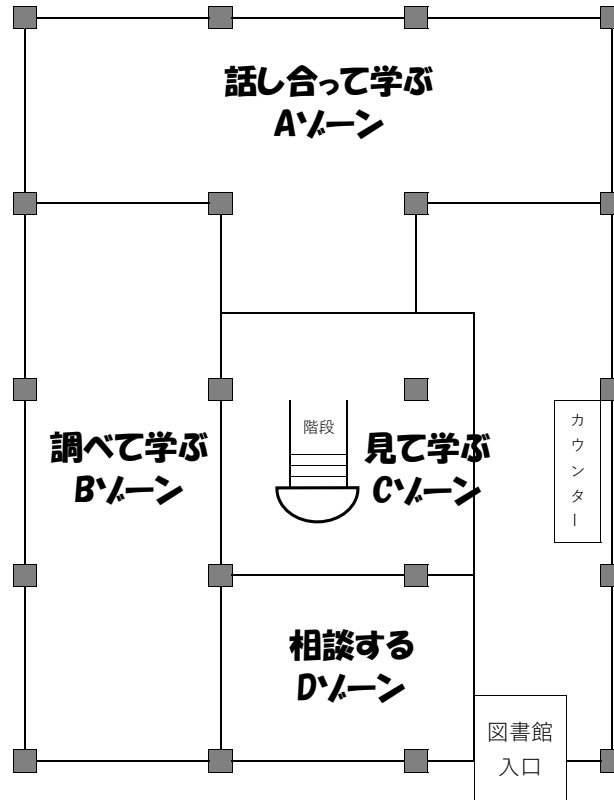 話し合って学ぶ
Aゾーン
階段
カウンター
調べて学ぶ
Bゾーン
見て学ぶ
Cゾーン
相談する
Dゾーン
図書館
入口